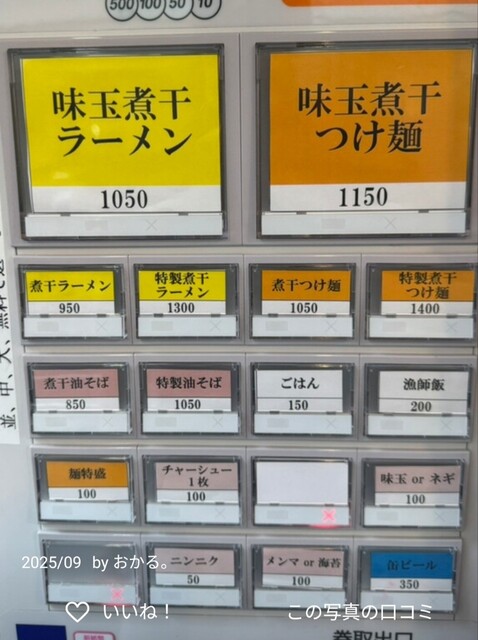 500 100 50 10
味玉煮干
ラーメン
1050
味玉煮干
つけ麺
1150
煮干ラーメン
950
特製煮干
ラーメン
1300
煮干つけ麺
1050
特製煮干
つけ麺
1400
煮干油そば
850
特製油そば
1050
ごはん
150
漁師飯
200
麺特盛
100
チャーシュー
1枚
100
味玉 or ネギ
100
ニンニク
50
メンマ or 海苔
100
缶ビール
350
並、中、大、無料
2025/09 by おかる。
いいね！
この写真の口コミ
券取出口